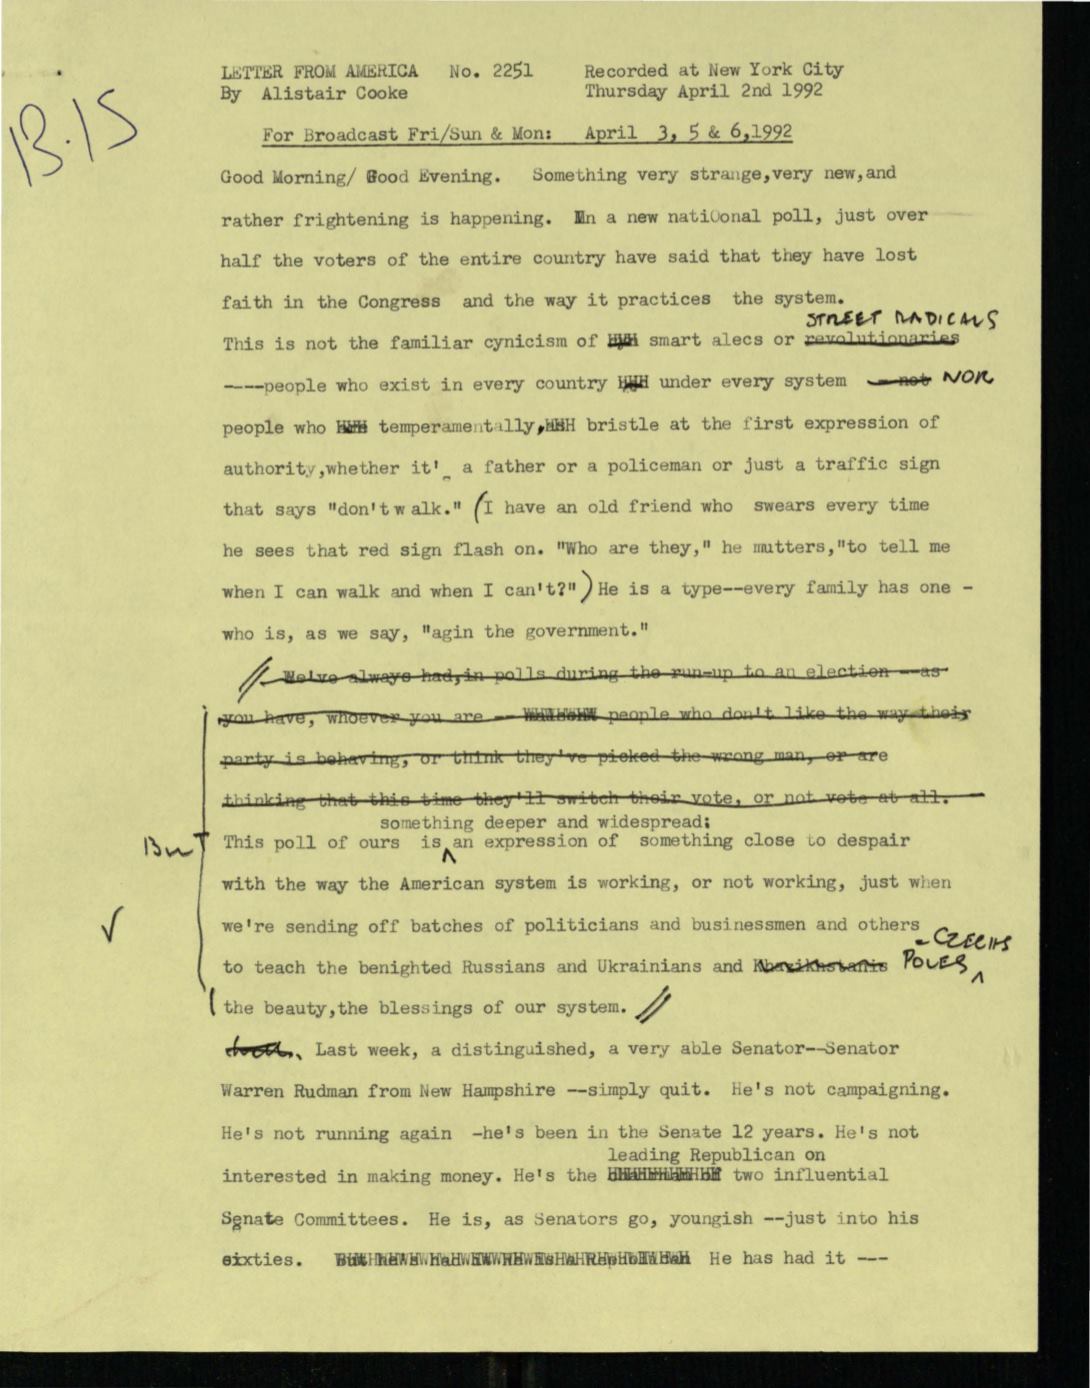 LETTER FROM AMERICA No. 2251 Recorded at New York City
By Alistair Cooke Thursday April 2nd 1992
13.15
For Broadcast Fri/Sun & Mon: April 3, 5 & 6,1992
Good Morning/ Good Evening. Something very strange,very new,and
rather frightening is happening. In a new natiOonal poll, just over
half the voters of the entire country have said that they have lost
faith in the Congress and the way it practices the system.
STREET RADICALS
This is not the familiar cynicism of smart alecs or revolutionaries
----people who exist in every country under every system - not NOR
people who temperamentally, bristle at the first expression of
authority,whether it' a father or a policeman or just a traffic sign
that says "don't w alk." (I have an old friend who swears every time
he sees that red sign flash on. "Who are they," he mutters,"to tell me
when I can walk and when I can't?") He is a type--every family has one -
who is, as we say, "agin the government."
// We've always had,in polls during the run-up to an election --as
you have, whoever you are -- people who don't like the way their
party is behaving, or think they've picked the wrong man, or are
thinking that this time they'll switch their vote, or not vote at all.
something deeper and widespread:
But This poll of ours is an expression of something close to despair
with the way the American system is working, or not working, just when
we're sending off batches of politicians and businessmen and others
- CZECHS
to teach the benighted Russians and Ukrainians and POLES
the beauty,the blessings of our system. //
Last week, a distinguished, a very able Senator--Senator
Warren Rudman from New Hampshire --simply quit. He's not campaigning.
He's not running again -he's been in the Senate 12 years. He's not
leading Republican on
interested in making money. He's the two influential
Senate Committees. He is, as Senators go, youngish --just into his
sixties. He has had it ---